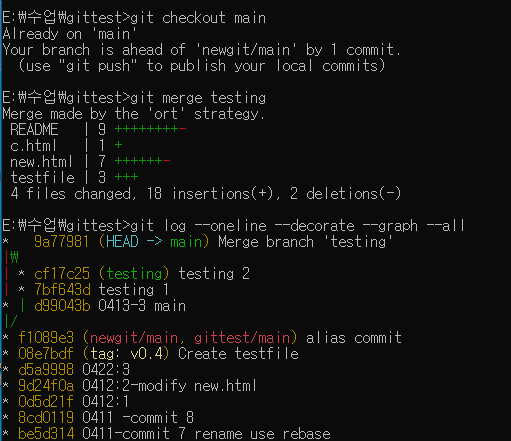 E:\수업\gittest>git checkout main
Already on 'main'
Your branch is ahead of 'newgit/main' by 1 commit.
  (use "git push" to publish your local commits)

E:\수업\gittest>git merge testing
Merge made by the 'ort' strategy.
 README   | 9 ++++++++-
 c.html   | 1 +
 new.html | 7 ++++++-
 testfile | 3 +++
 4 files changed, 18 insertions(+), 2 deletions(-)

E:\수업\gittest>git log --oneline --decorate --graph --all
*   9a77981 (HEAD -> main) Merge branch 'testing'
|\
| * cf17c25 (testing) testing 2
| * 7bf643d testing 1
* | d99043b 0413-3 main
|/
* f1089e3 (newgit/main, gittest/main) alias commit
* 08e7bdf (tag: v0.4) Create testfile
* d5a9998 0422:3
* 9d24f0a 0412:2-modify new.html
* 0d5d21f 0412:1
* 8cd0119 0411 -commit 8
* be5d314 0411-commit 7 rename use rebase